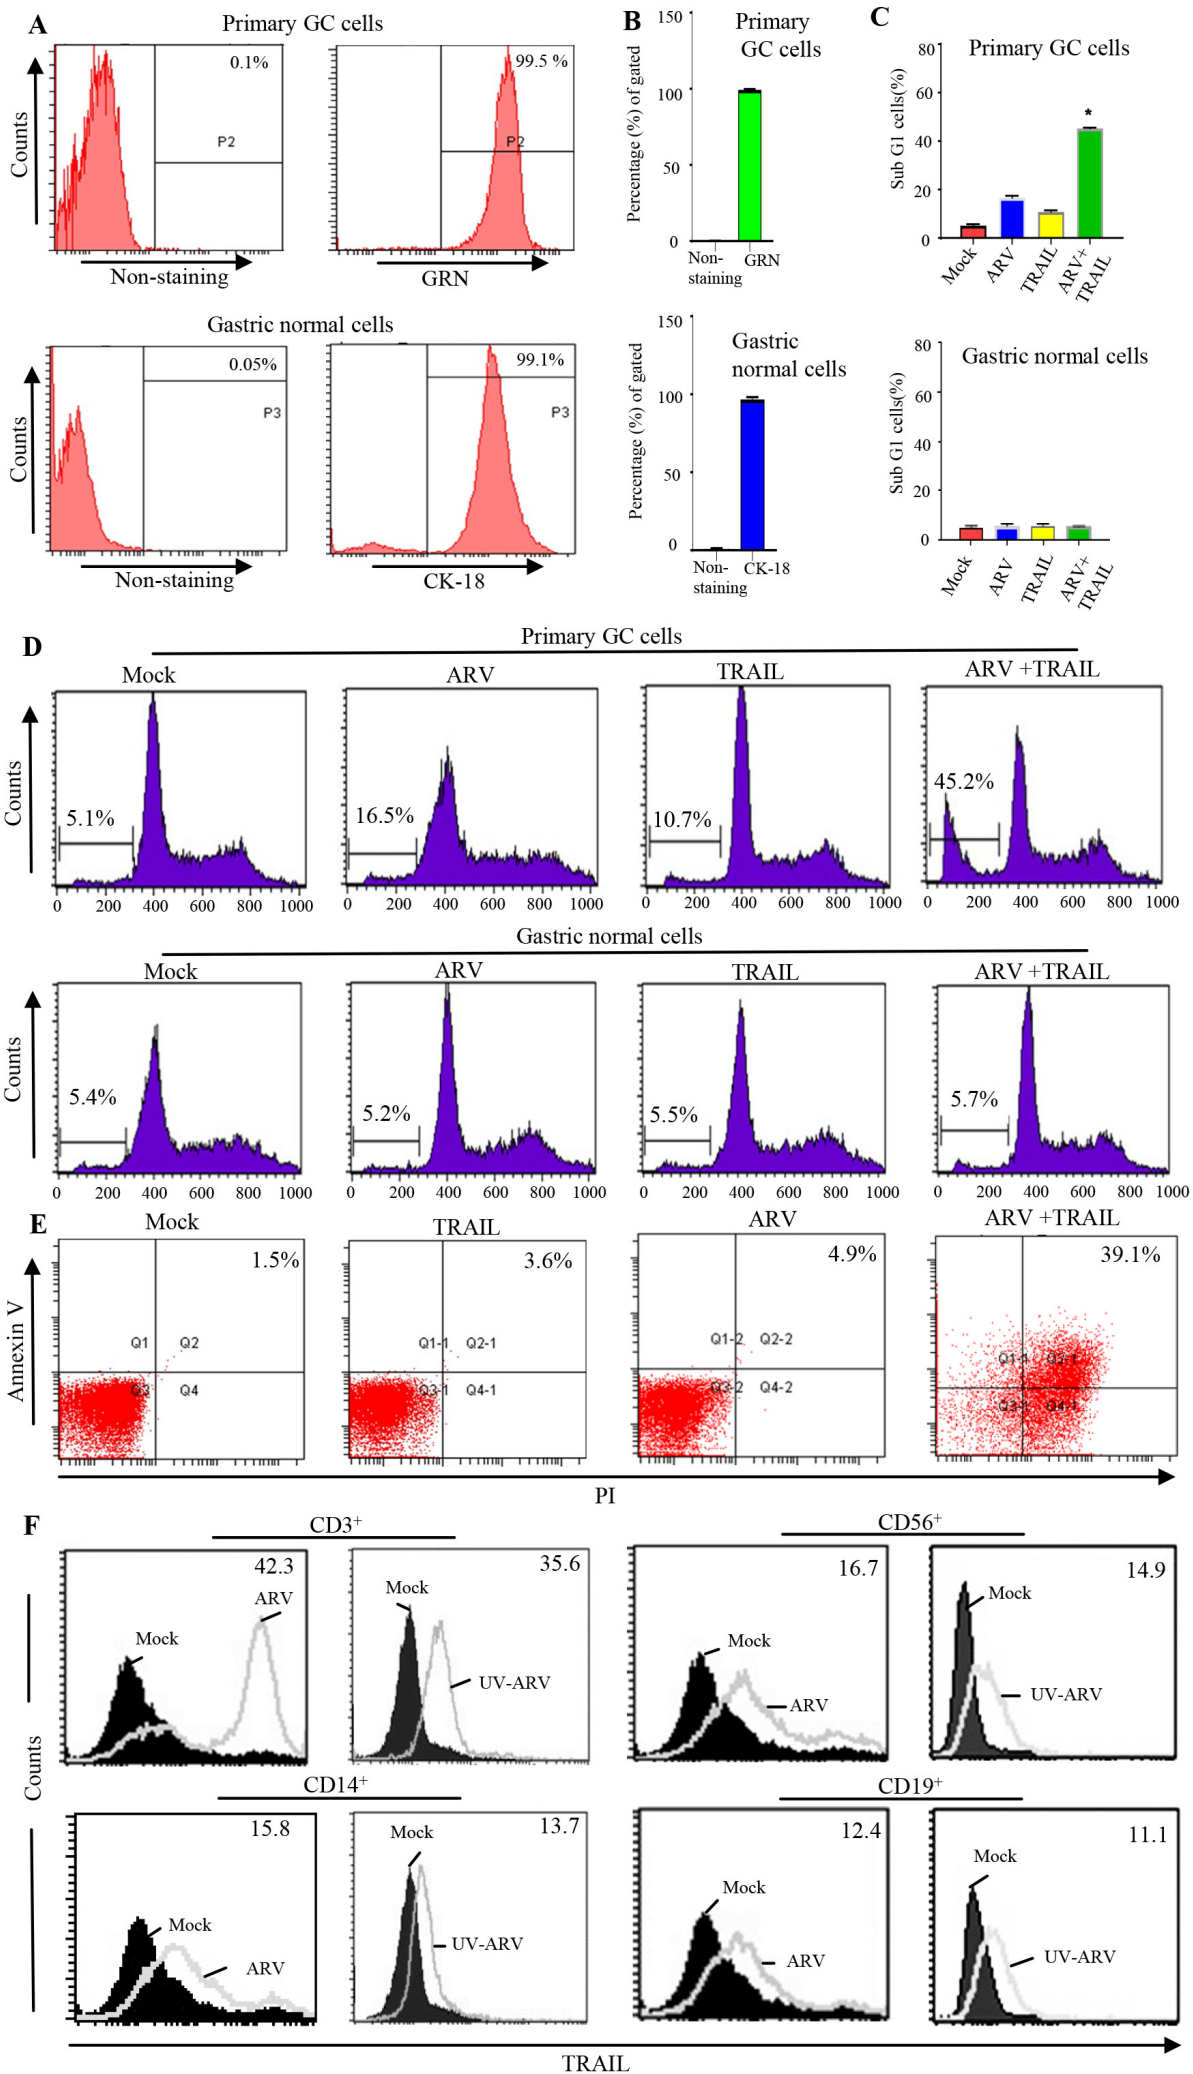 A
Primary GC cells
0.1%
P2
99.5 %
P2
Counts
Non-staining
GRN
Gastric normal cells
0.05%
P3
99.1%
P3
Counts
Non-staining
CK-18
B
150
100
50
0
Percentage (%) of gated
Primary
GC cells
Non-
staining
GRN
150
100
50
0
Percentage (%) of gated
Gastric
normal cells
Non-
staining
CK-18
C
80
60
40
20
0
Sub G1 cells(%)
Primary GC cells
*
Mock
ARV
TRAIL
ARV+
TRAIL
80
60
40
20
0
Sub G1 cells(%)
Gastric normal cells
Mock
ARV
TRAIL
ARV+
TRAIL
D
Primary GC cells
Mock
ARV
TRAIL
ARV +TRAIL
Counts
5.1%
16.5%
10.7%
45.2%
0 200 400 600 800 1000
0 200 400 600 800 1000
0 200 400 600 800 1000
0 200 400 600 800 1000
Gastric normal cells
Mock
ARV
TRAIL
ARV +TRAIL
Counts
5.4%
5.2%
5.5%
5.7%
0 200 400 600 800 1000
0 200 400 600 800 1000
0 200 400 600 800 1000
0 200 400 600 800 1000
E
Mock
TRAIL
ARV
ARV +TRAIL
Annexin V
1.5%
Q1 Q2
Q3 Q4
3.6%
Q1-1 Q2-1
Q3-1 Q4-1
4.9%
Q1-2 Q2-2
Q3-2 Q4-2
39.1%
Q1-1 Q2-1
Q3-1 Q4-1
PI
F
CD3+
CD56+
42.3
ARV
Mock
35.6
Mock
UV-ARV
16.7
Mock
ARV
14.9
Mock
UV-ARV
Counts
CD14+
CD19+
15.8
Mock
ARV
13.7
Mock
UV-ARV
12.4
Mock
ARV
11.1
Mock
UV-ARV
TRAIL